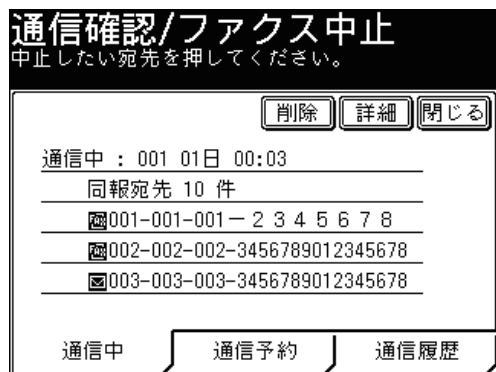 通信確認/ファクス中止
中止したい宛先を押してください。
削除 詳細 閉じる
通信中 : 001 01日 00:03
同報宛先 10 件
001-001-001－２３４５６７８
002-002-002-3456789012345678
003-003-003-3456789012345678
通信中 通信予約 通信履歴